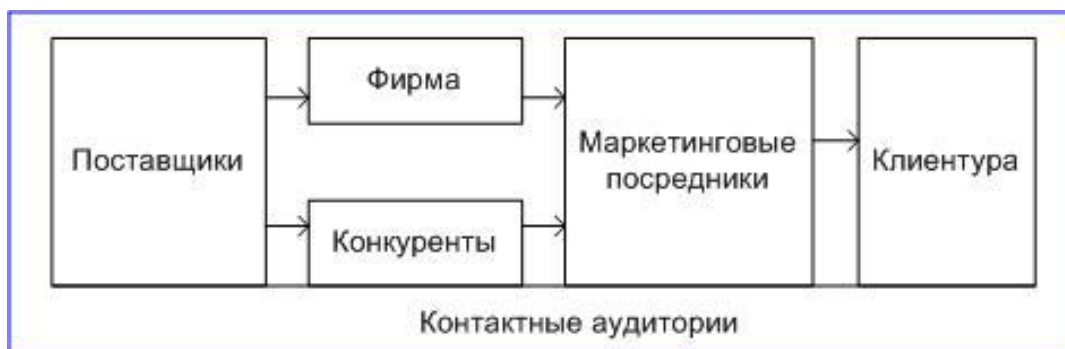 Поставщики
Фирма
Конкуренты
Маркетинговые
посредники
Клиентура
Контактные аудитории